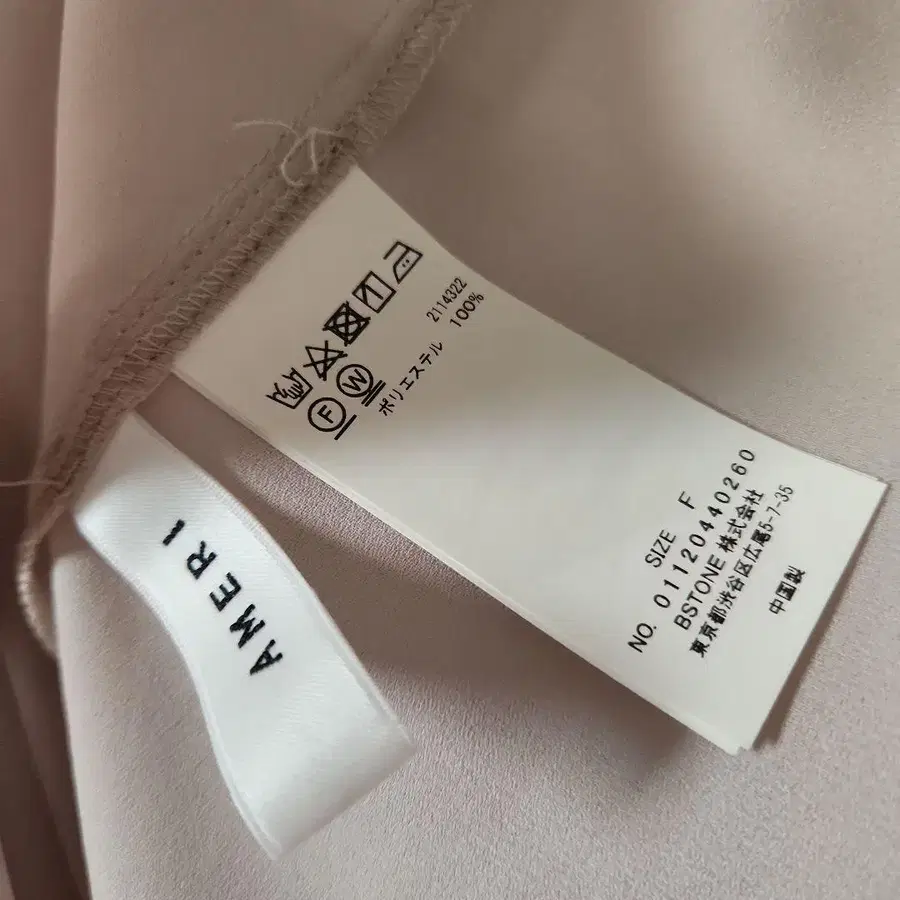 2114322
ポリエステル 100%
F W
SIZE F
NO. 01120440260
BSTONE 株式会社
東京都渋谷区広尾5-7-35
中国製
AMERI